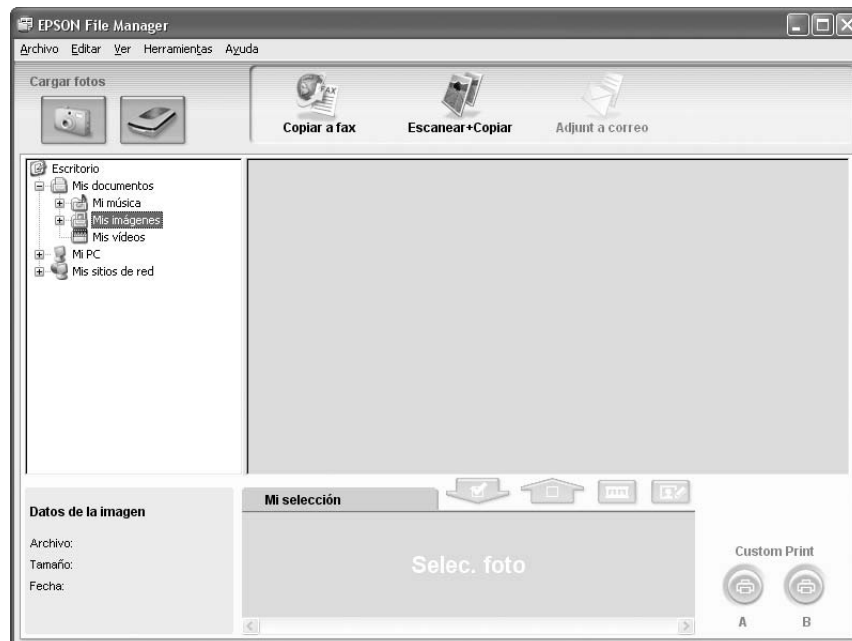 EPSON File Manager
Archivo Editar Ver Herramientas Ayuda
Cargar fotos
FAX
Copiar a fax Escanear+Copiar Adjunt a correo
Escritorio
Mis documentos
Mi música
Mis imágenes
Mis vídeos
Mi PC
Mis sitios de red
Mi selección
Datos de la imagen
Archivo:
Tamaño:
Fecha:
Selec. foto
Custom Print
A B